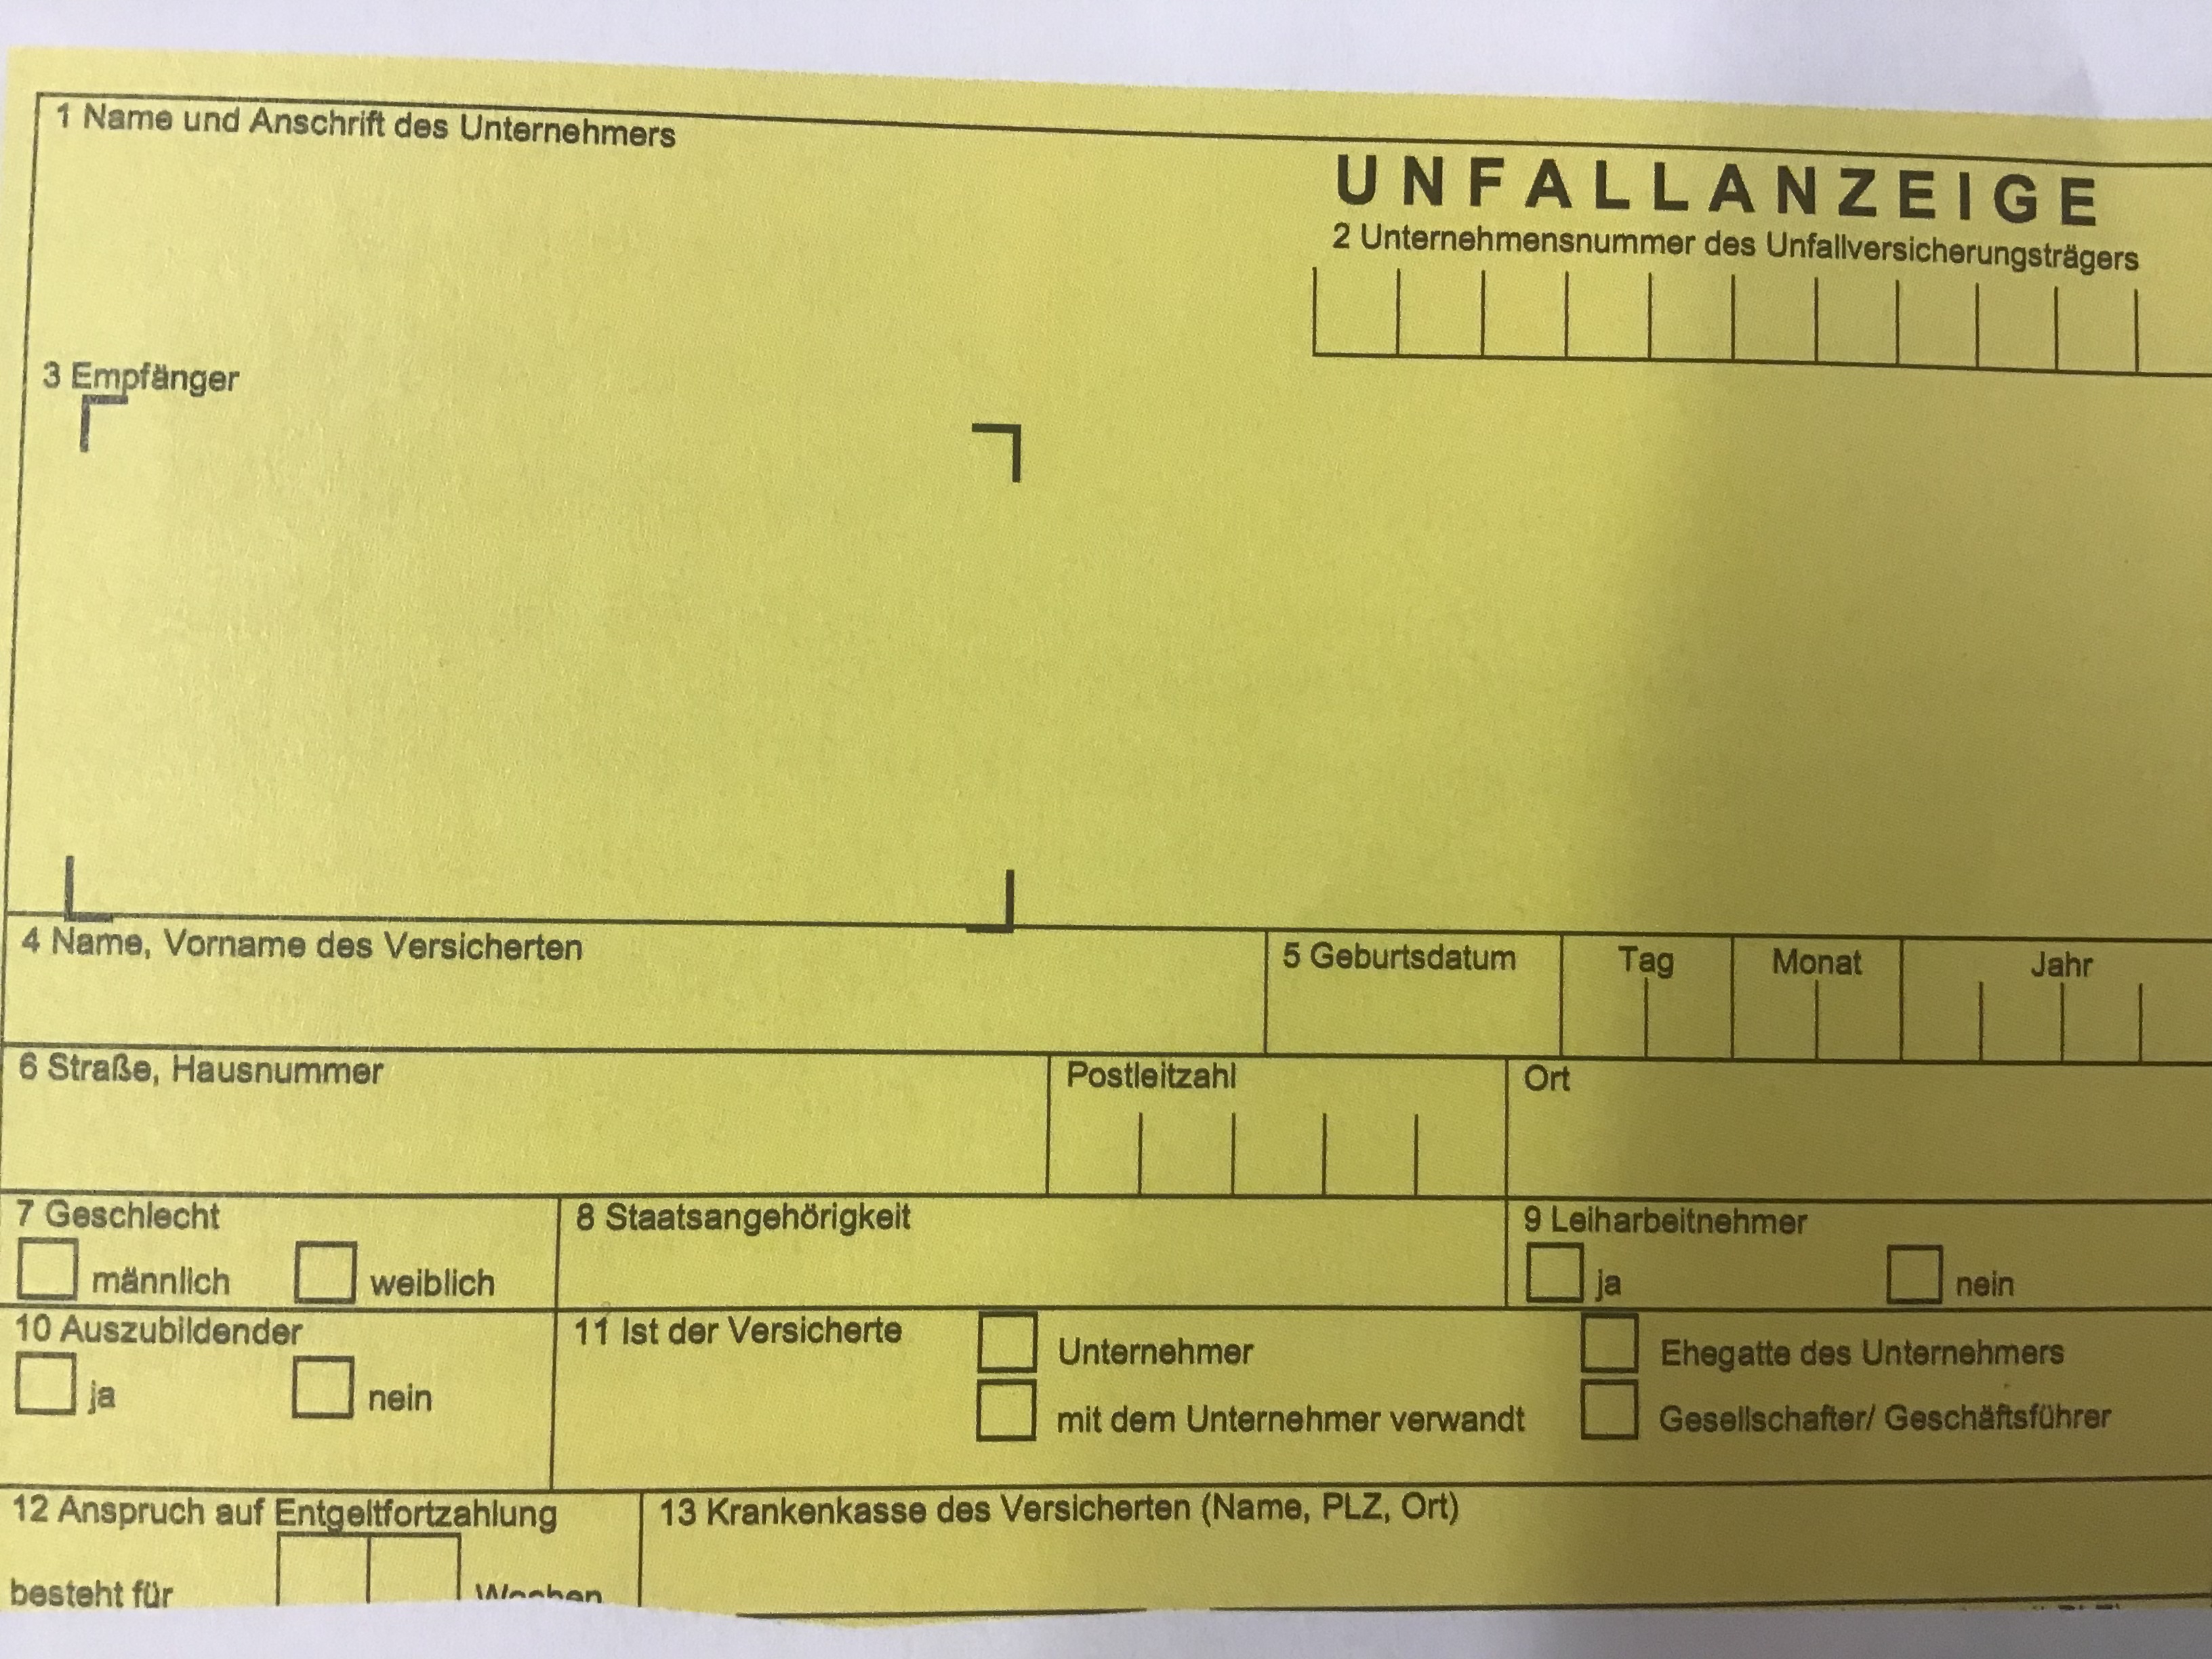 1 Name und Anschrift des Unternehmers
UNFALLANZEIGE
2 Unternehmensnummer des Unfallversicherungsträgers
3 Empfänger
4 Name, Vorname des Versicherten
5 Geburtsdatum
Tag
Monat
Jahr
6 Straße, Hausnummer
Postleitzahl
Ort
7 Geschlecht
männlich
weiblich
8 Staatsangehörigkeit
9 Leiharbeitnehmer
ja
nein
10 Auszubildender
ja
nein
11 Ist der Versicherte
Unternehmer
Ehegatte des Unternehmers
mit dem Unternehmer verwandt
Gesellschafter/ Geschäftsführer
12 Anspruch auf Entgeltfortzahlung
besteht für
Wochen
13 Krankenkasse des Versicherten (Name, PLZ, Ort)